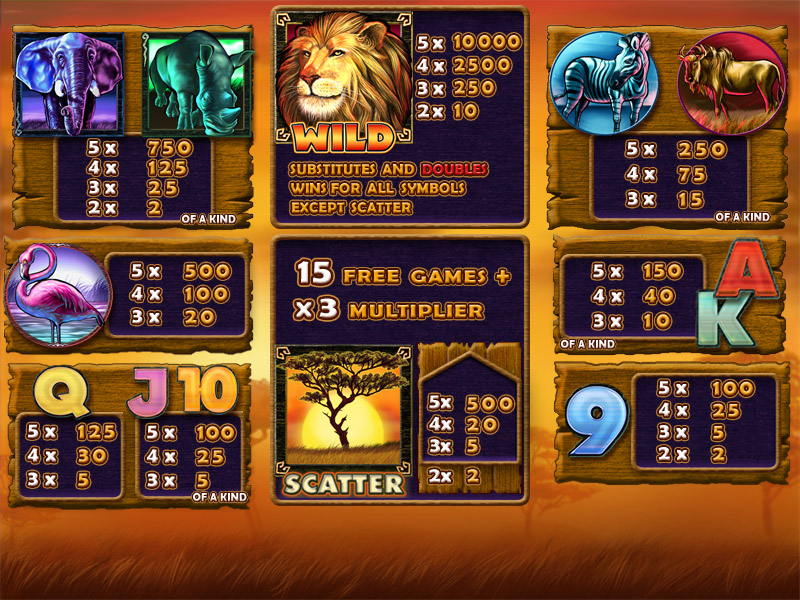 5x 750
4x 125
3x 25
2x 2
OF A KIND
WILD
5x 10000
4x 2500
3x 250
2x 10
SUBSTITUTES AND DOUBLES
WINS FOR ALL SYMBOLS
EXCEPT SCATTER
5x 250
4x 75
3x 15
OF A KIND
5x 500
4x 100
3x 20
15 FREE GAMES +
x3 MULTIPLIER
SCATTER
5x 500
4x 20
3x 5
2x 2
5x 150
4x 40
3x 10
OF A KIND
A
K
Q
5x 125
4x 30
3x 5
J 10
5x 100
4x 25
3x 5
OF A KIND
9
5x 100
4x 25
3x 5
2x 2